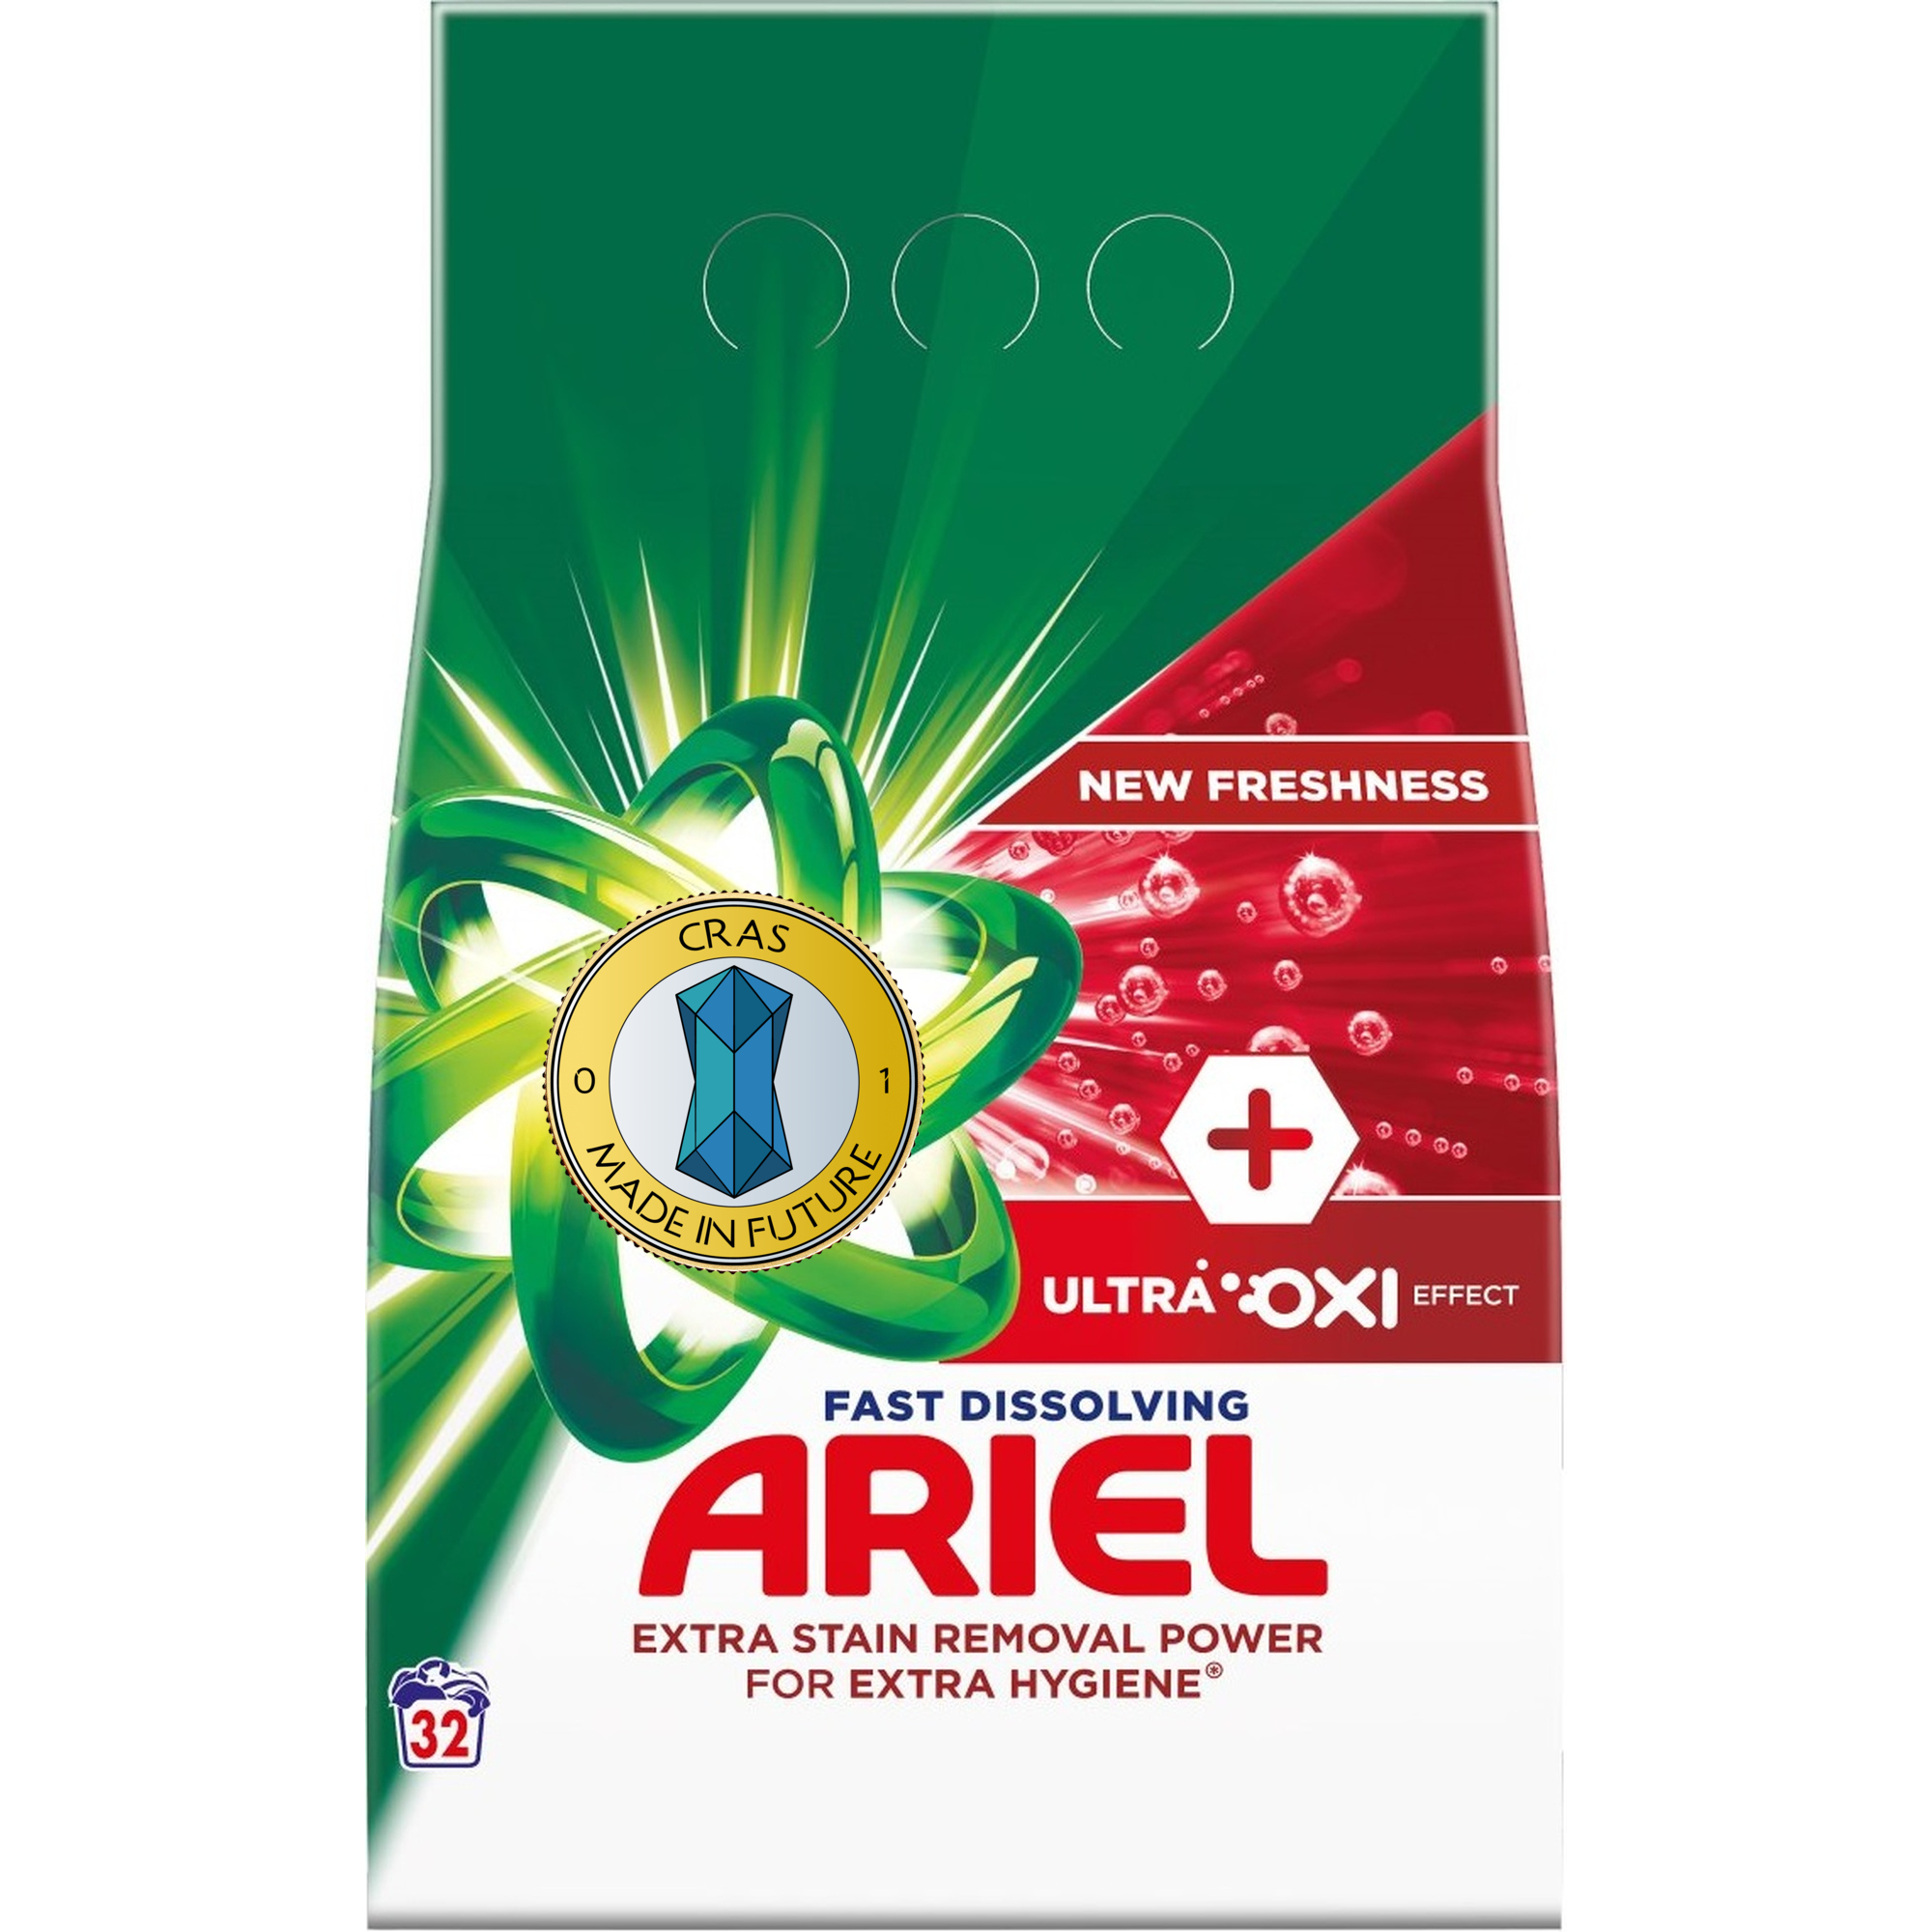 NEW FRESHNESS
CRAS
0 1
MADE IN FUTURE
ULTRA OXI EFFECT
FAST DISSOLVING
ARIEL
EXTRA STAIN REMOVAL POWER
FOR EXTRA HYGIENE*
32